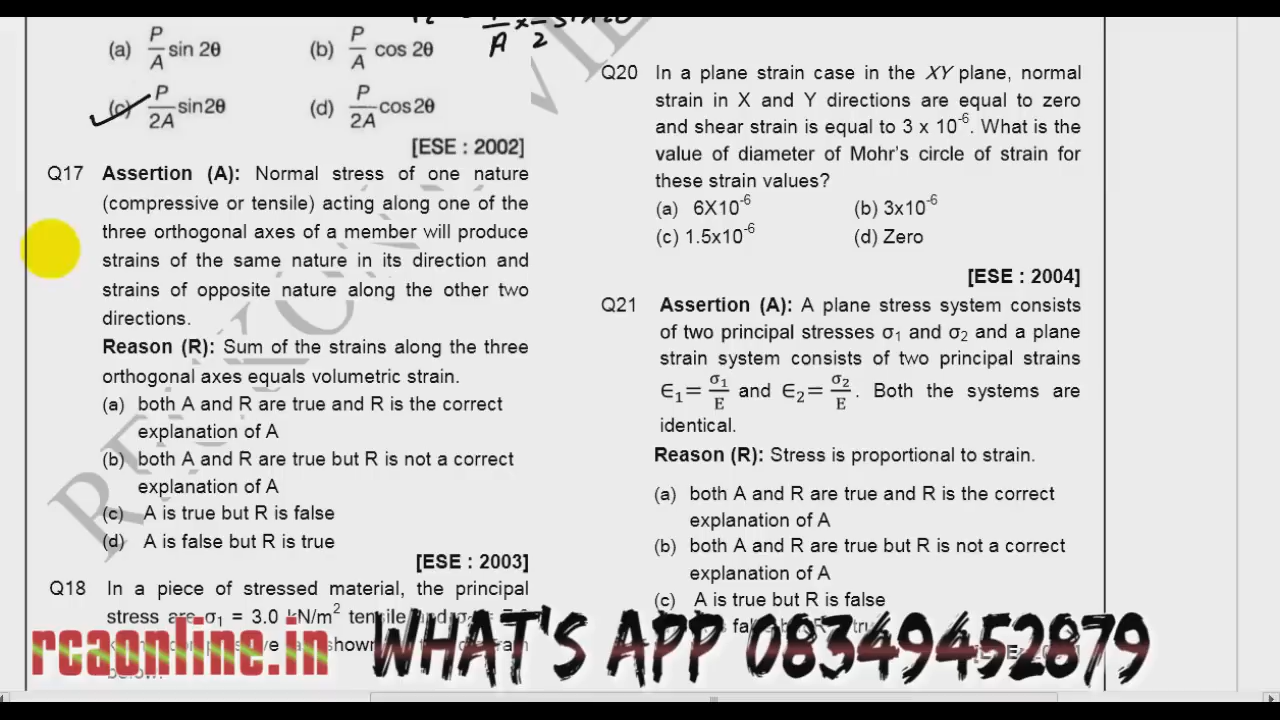 (a) P/A sin 2θ (b) P/A cos 2θ
(c) P/2A sin2θ (d) P/2A cos2θ
[ESE : 2002]
Q17 Assertion (A): Normal stress of one nature
(compressive or tensile) acting along one of the
three orthogonal axes of a member will produce
strains of the same nature in its direction and
strains of opposite nature along the other two
directions.
Reason (R): Sum of the strains along the three
orthogonal axes equals volumetric strain.
(a) both A and R are true and R is the correct
explanation of A
(b) both A and R are true but R is not a correct
explanation of A
(c) A is true but R is false
(d) A is false but R is true
[ESE : 2003]
Q18 In a piece of stressed material, the principal
stress are σ1 = 3.0 kN/m² tensile and
shown
below.
Q20 In a plane strain case in the XY plane, normal
strain in X and Y directions are equal to zero
and shear strain is equal to 3 x 10⁻⁶. What is the
value of diameter of Mohr's circle of strain for
these strain values?
(a) 6X10⁻⁶ (b) 3x10⁻⁶
(c) 1.5x10⁻⁶ (d) Zero
[ESE : 2004]
Q21 Assertion (A): A plane stress system consists
of two principal stresses σ1 and σ2 and a plane
strain system consists of two principal strains
∈1= σ1/E and ∈2= σ2/E. Both the systems are
identical.
Reason (R): Stress is proportional to strain.
(a) both A and R are true and R is the correct
explanation of A
(b) both A and R are true but R is not a correct
explanation of A
(c) A is true but R is false
rcaonline.in WHAT'S APP 08349452879